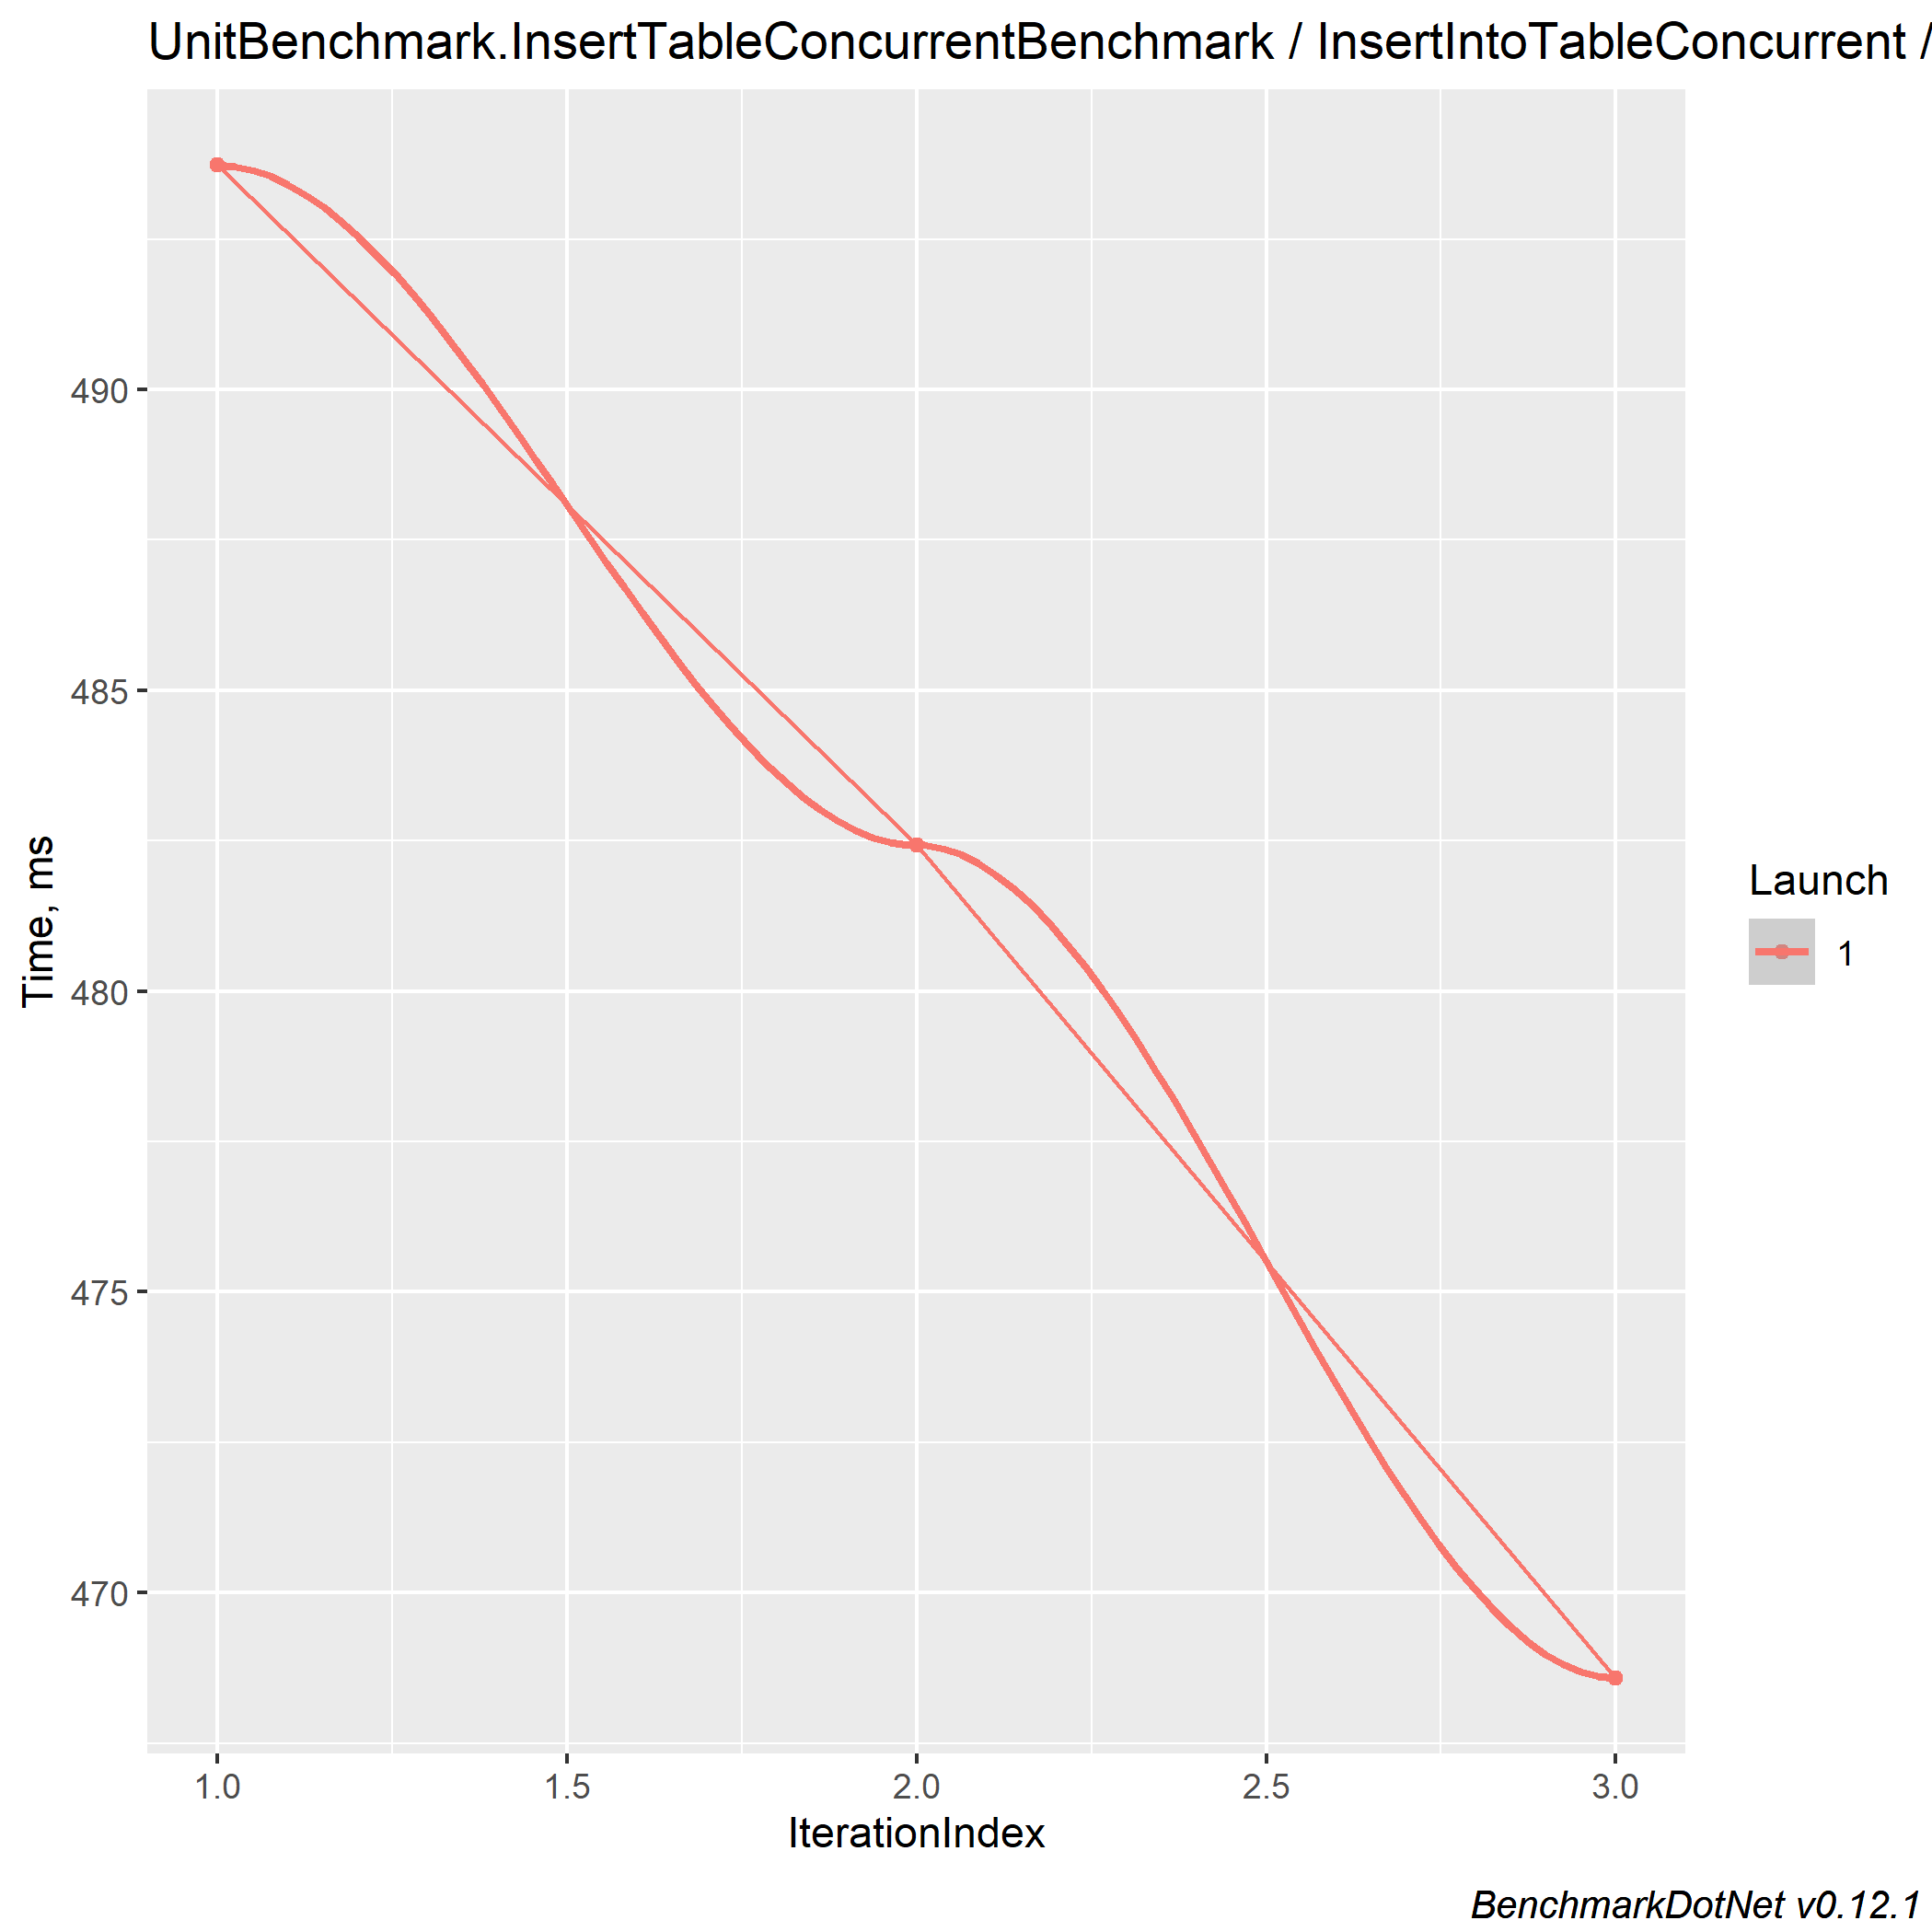 UnitBenchmark.InsertTableConcurrentBenchmark / InsertIntoTableConcurrent /
490
485
480
475
470
Time, ms
1.0 1.5 2.0 2.5 3.0
IterationIndex
Launch
1
BenchmarkDotNet v0.12.1